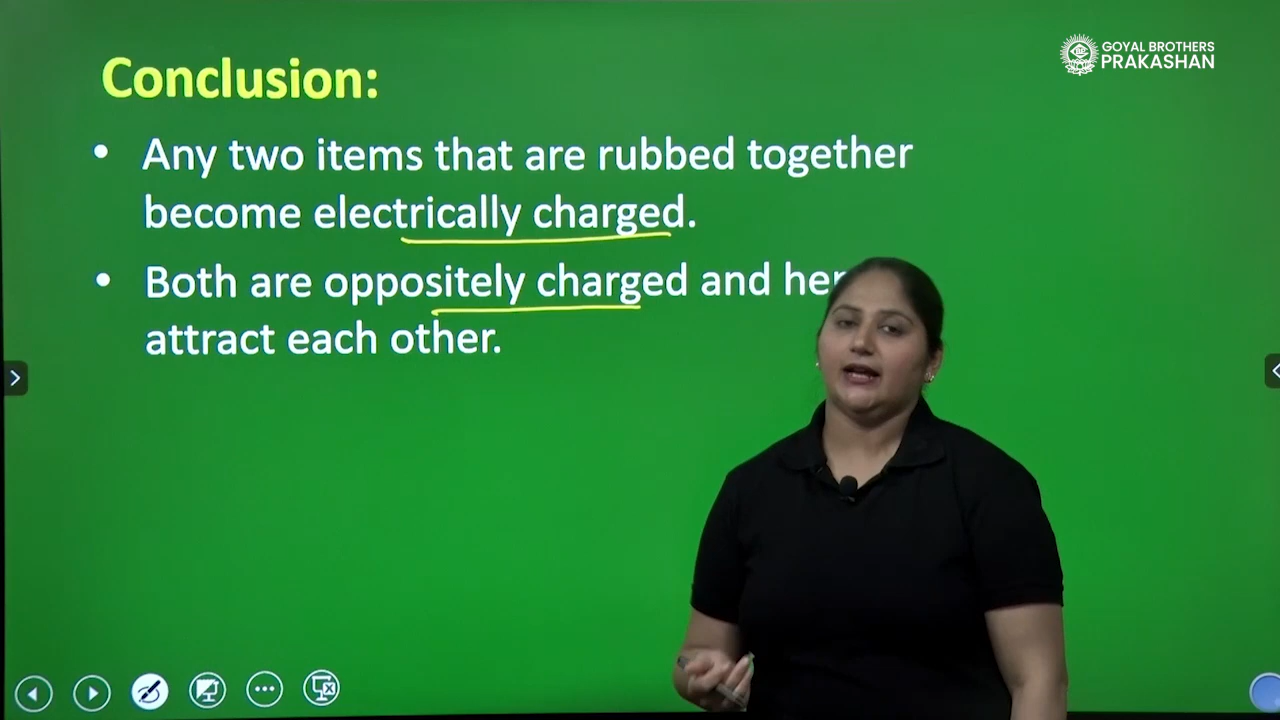 Conclusion:
GOYAL BROTHERS
PRAKASHAN
• Any two items that are rubbed together
become electrically charged.
• Both are oppositely charged and
attract each other.